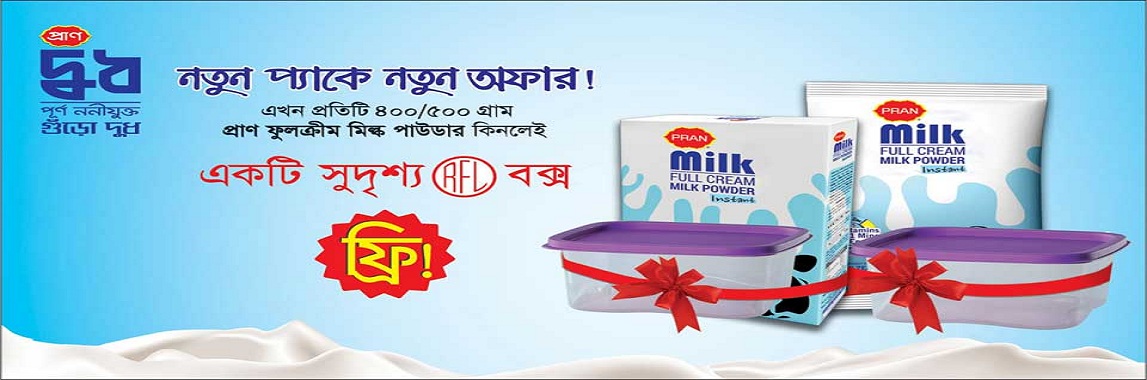 প্রাণ
দুধ
পূর্ণ ননীযুক্ত
গুঁড়ো দুধ
নতুন প্যাকে নতুন অফার!
এখন প্রতিটি ৪০০/৫০০ গ্রাম
প্রাণ ফুলক্রীম মিল্ক পাউডার কিনলেই
একটি সুদৃশ্য RFL বক্স
ফ্রি!
PRAN
Milk
FULL CREAM
MILK POWDER
Instant
PRAN
Milk
FULL CREAM
MILK POWDER
Instant